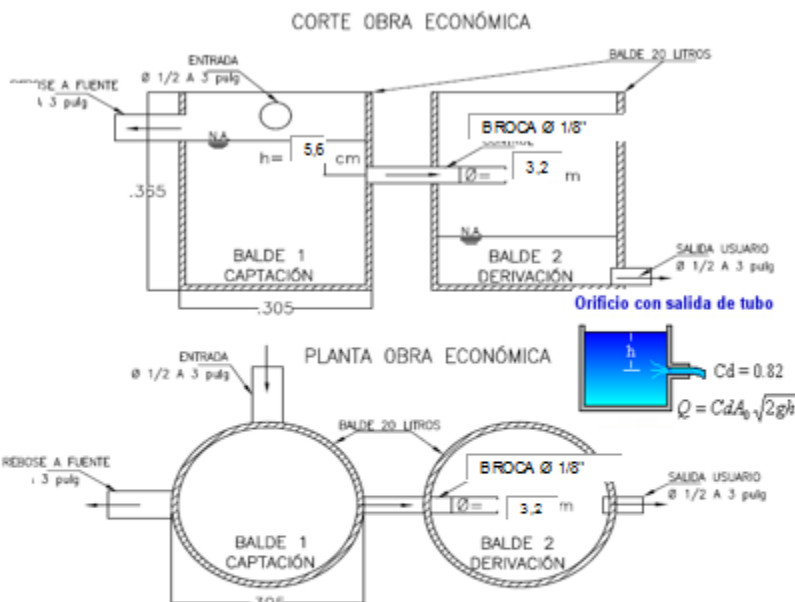 CORTE OBRA ECONÓMICA
ENTRADA
Ø 1/2 A 3 pulg
BALDE 20 LITROS
A FUENTE
3 pulg
N.A
h= 5,6 cm
BROCA Ø 1/8"
Ø= 3,2 m
.355
N.A
BALDE 1
CAPTACIÓN
BALDE 2
DERIVACIÓN
SALIDA USUARIO
Ø 1/2 A 3 pulg
.305
Orificio con salida de tubo
h
Cd = 0.82
Q = CdA₀√2gh
PLANTA OBRA ECONÓMICA
ENTRADA
Ø 1/2 A 3 pulg
BALDE 20 LITROS
REBOSE A FUENTE
3 pulg
BROCA Ø 1/8"
Ø= 3,2 m
SALIDA USUARIO
Ø 1/2 A 3 pulg
BALDE 1
CAPTACIÓN
BALDE 2
DERIVACIÓN
.305